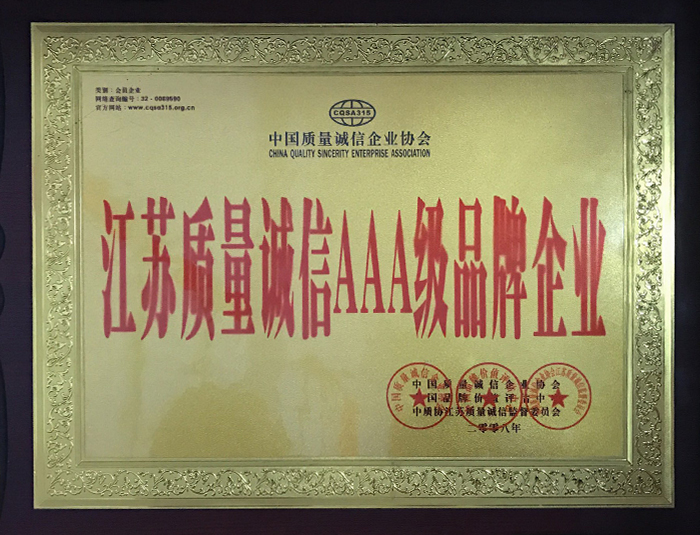 类别：会员企业
网络查询编号：32-0089590
官方网站：www.cqsa315.org.cn
CQSA315
中国质量诚信企业协会
CHINA QUALITY SINCERITY ENTERPRISE ASSOCIATION
江苏质量诚信AAA级品牌企业
中国质量诚信企业协会
国品牌价值评估中
中质协江苏质量诚信监督委员会
二零零八年